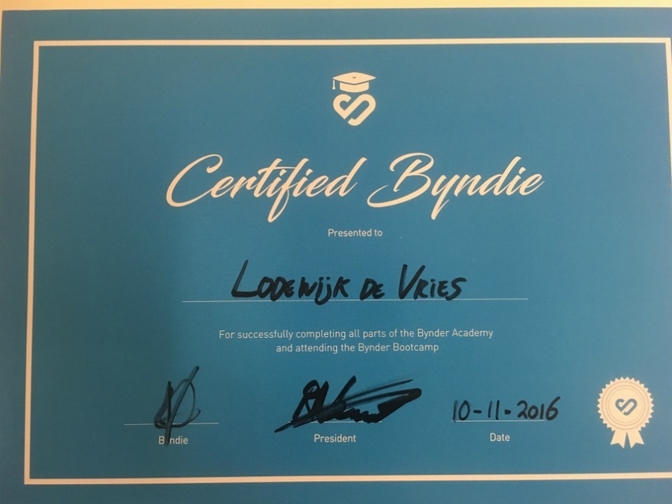 Certified Byndie
Presented to
LODEWIJK DE VRIES
For successfully completing all parts of the Bynder Academy
and attending the Bynder Bootcamp
10-11-2016
Byndie
President
Date